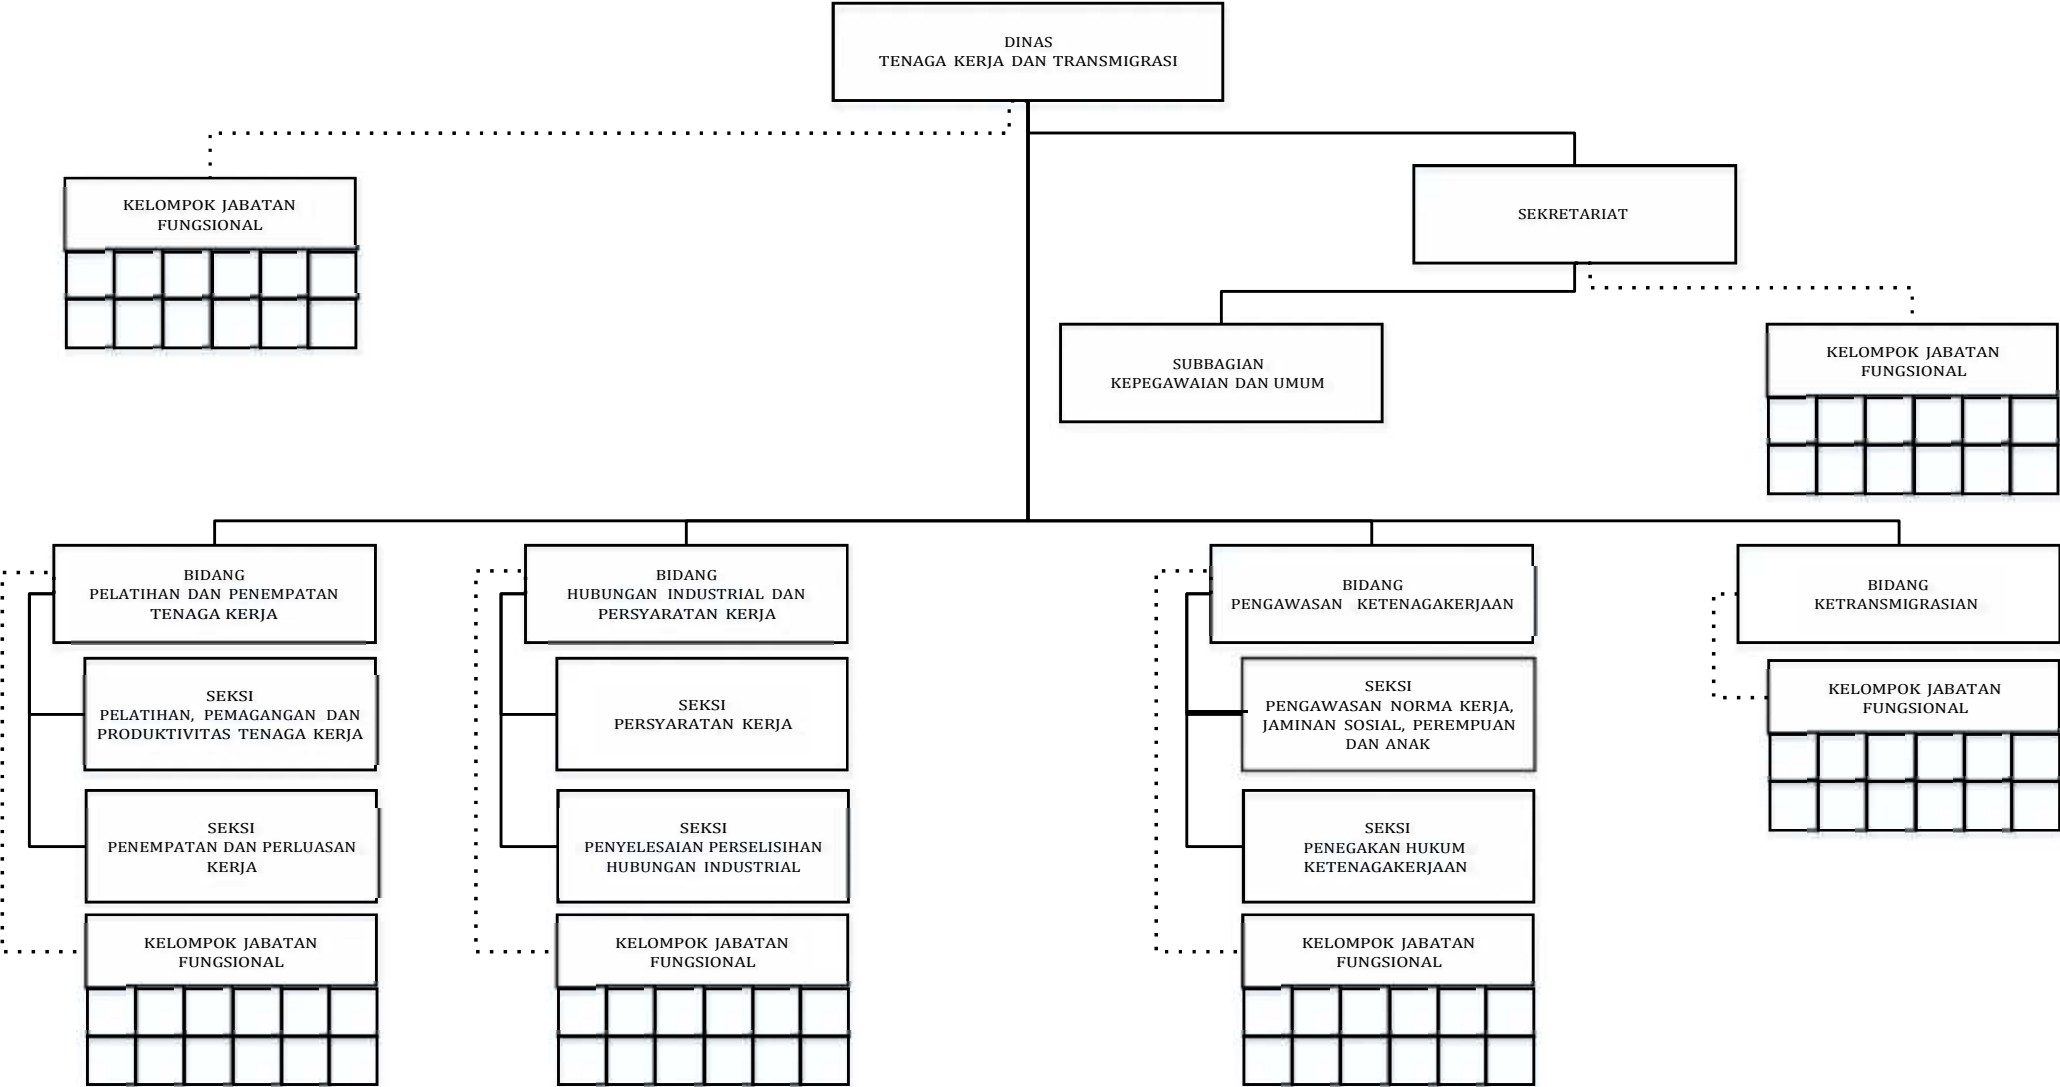 DINAS
TENAGA KERJA DAN TRANSMIGRASI
KELOMPOK JABATAN
FUNGSIONAL
SEKRETARIAT
SUBBAGIAN
KEPEGAWAIAN DAN UMUM
KELOMPOK JABATAN
FUNGSIONAL
BIDANG
PELATIHAN DAN PENEMPATAN
TENAGA KERJA
BIDANG
HUBUNGAN INDUSTRIAL DAN
PERSYARATAN KERJA
BIDANG
PENGAWASAN KETENAGAKERJAAN
BIDANG
KETRANSMIGRASIAN
SEKSI
PELATIHAN, PEMAGANGAN DAN
PRODUKTIVITAS TENAGA KERJA
SEKSI
PERSYARATAN KERJA
SEKSI
PENGAWASAN NORMA KERJA,
JAMINAN SOSIAL, PEREMPUAN
DAN ANAK
KELOMPOK JABATAN
FUNGSIONAL
SEKSI
PENEMPATAN DAN PERLUASAN
KERJA
SEKSI
PENYELESAIAN PERSELISIHAN
HUBUNGAN INDUSTRIAL
SEKSI
PENEGAKAN HUKUM
KETENAGAKERJAAN
KELOMPOK JABATAN
FUNGSIONAL
KELOMPOK JABATAN
FUNGSIONAL
KELOMPOK JABATAN
FUNGSIONAL